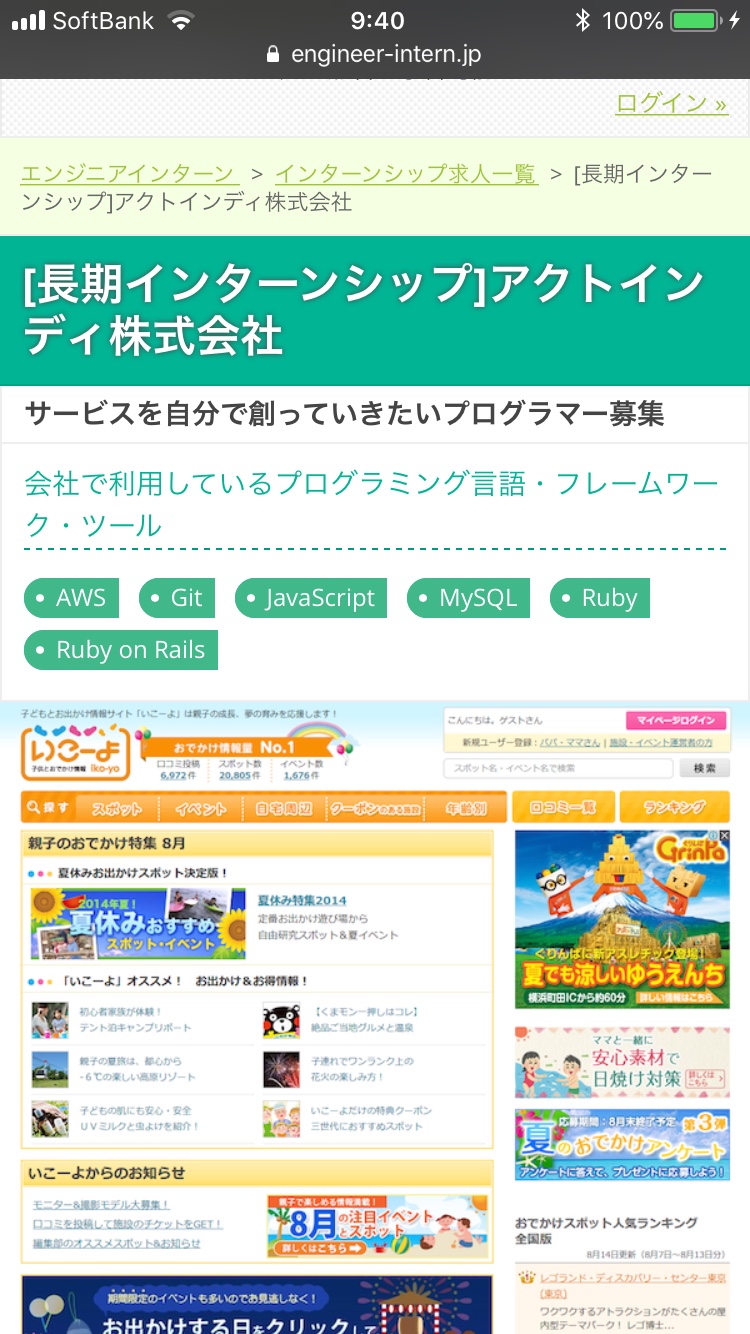 SoftBank 9:40 100%
engineer-intern.jp
ログイン »
エンジニアインターン > インターンシップ求人一覧 > [長期インター
ンシップ]アクトインディ株式会社
[長期インターンシップ]アクトイン
ディ株式会社
サービスを自分で創っていきたいプログラマー募集
会社で利用しているプログラミング言語・フレームワー
ク・ツール
AWS Git JavaScript MySQL Ruby
Ruby on Rails
子どもとお出かけ情報サイト「いこーよ」は親子の成長、夢の育みを応援します！
いこーよ
子供とおでかけ情報 iko-yo
おでかけ情報量 No.1
口コミ投稿 スポット数 イベント数
6,972件 20,805件 1,676件
こんにちは。ゲストさん マイページログイン
新規ユーザー登録：パパ・ママさん | 施設・イベント運営者の方
スポット名・イベント名で検索 検索
探す スポット イベント 自宅周辺 クーポンのある施設 年齢別 口コミ一覧 ランキング
親子のおでかけ特集 8月
夏休みお出かけスポット決定版！
2014年夏！
夏休みおすすめ
スポット・イベント
夏休み特集2014
定番お出かけ遊び場から
自由研究スポット＆夏イベント
「いこーよ」オススメ！ お出かけ＆お得情報！
初心者家族が体験！
テント泊キャンプリポート
【くまモン一押しはコレ】
絶品ご当地グルメと温泉
親子の夏旅は、都心から
-6℃の楽しい高原リゾート
子連れでワンランク上の
花火の楽しみ方！
子どもの肌にも安心・安全
UVミルクと虫よけを紹介！
いこーよだけの特典クーポン
三世代におすすめスポット
いこーよからのお知らせ
モニター＆撮影モデル大募集！
口コミを投稿して施設のチケットをGET！
編集部のオススメスポット&お知らせ
親子で楽しめる情報満載！
8月の注目イベント
とスポット
詳しくはこちら
期間限定のイベントも多いのでお見逃しなく！
お出かけする日をクリックして
Grinpa
ぐりんぱに新アスレチック登場！
夏でも涼しいゆうえんち
横浜町田ICから約60分 詳しい情報はこちら
ママと一緒に
安心素材で
日焼け対策
詳しくはこちら
応募期間：8月末終了予定 第3弾
夏のおでかけアンケート
アンケートに答えて、プレゼントに応募しよう！
おでかけスポット人気ランキング
全国版
8月14日更新（8月7日～8月13日分）
レゴランド・ディスカバリー・センター東京
(東京)
ワクワクするアトラクションがたくさんの屋
内型テーマパーク！ レゴ博士…